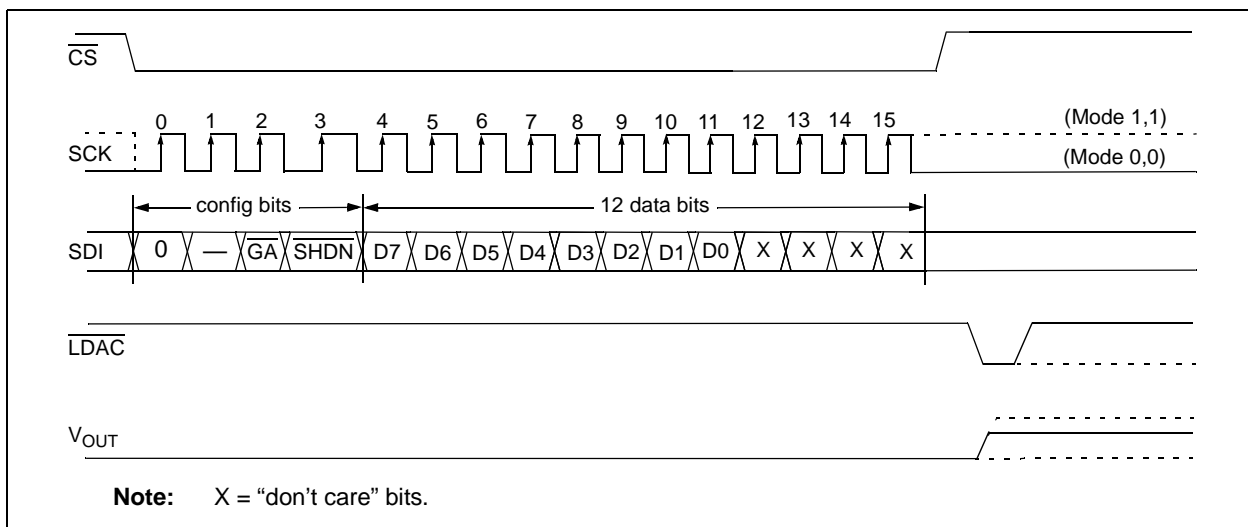 CS
0 1 2 3 4 5 6 7 8 9 10 11 12 13 14 15 (Mode 1,1)
SCK (Mode 0,0)
config bits 12 data bits
SDI 0 — GA SHDN D7 D6 D5 D4 D3 D2 D1 D0 X X X X
LDAC
VOUT
Note: X = “don’t care” bits.